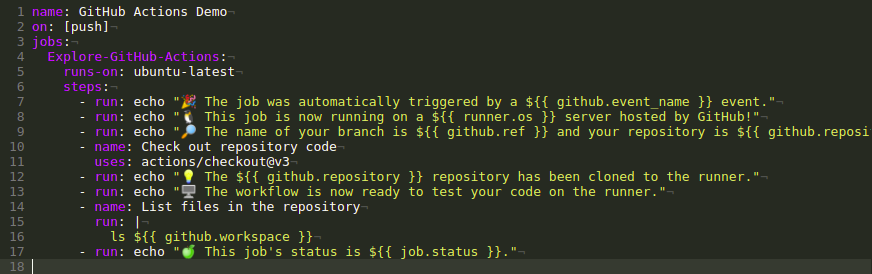 1 name: GitHub Actions Demo¬
2 on: [push]¬
3 jobs:¬
4   Explore-GitHub-Actions:¬
5     runs-on: ubuntu-latest¬
6     steps:¬
7       - run: echo "🎉 The job was automatically triggered by a ${{ github.event_name }} event."¬
8       - run: echo "🐧 This job is now running on a ${{ runner.os }} server hosted by GitHub!"¬
9       - run: echo "🔎 The name of your branch is ${{ github.ref }} and your repository is ${{ github.reposi
10       - name: Check out repository code¬
11         uses: actions/checkout@v3¬
12       - run: echo "💡 The ${{ github.repository }} repository has been cloned to the runner."¬
13       - run: echo "🖥️ The workflow is now ready to test your code on the runner."¬
14       - name: List files in the repository¬
15         run: |¬
16           ls ${{ github.workspace }}¬
17       - run: echo "🍏 This job's status is ${{ job.status }}."¬
18